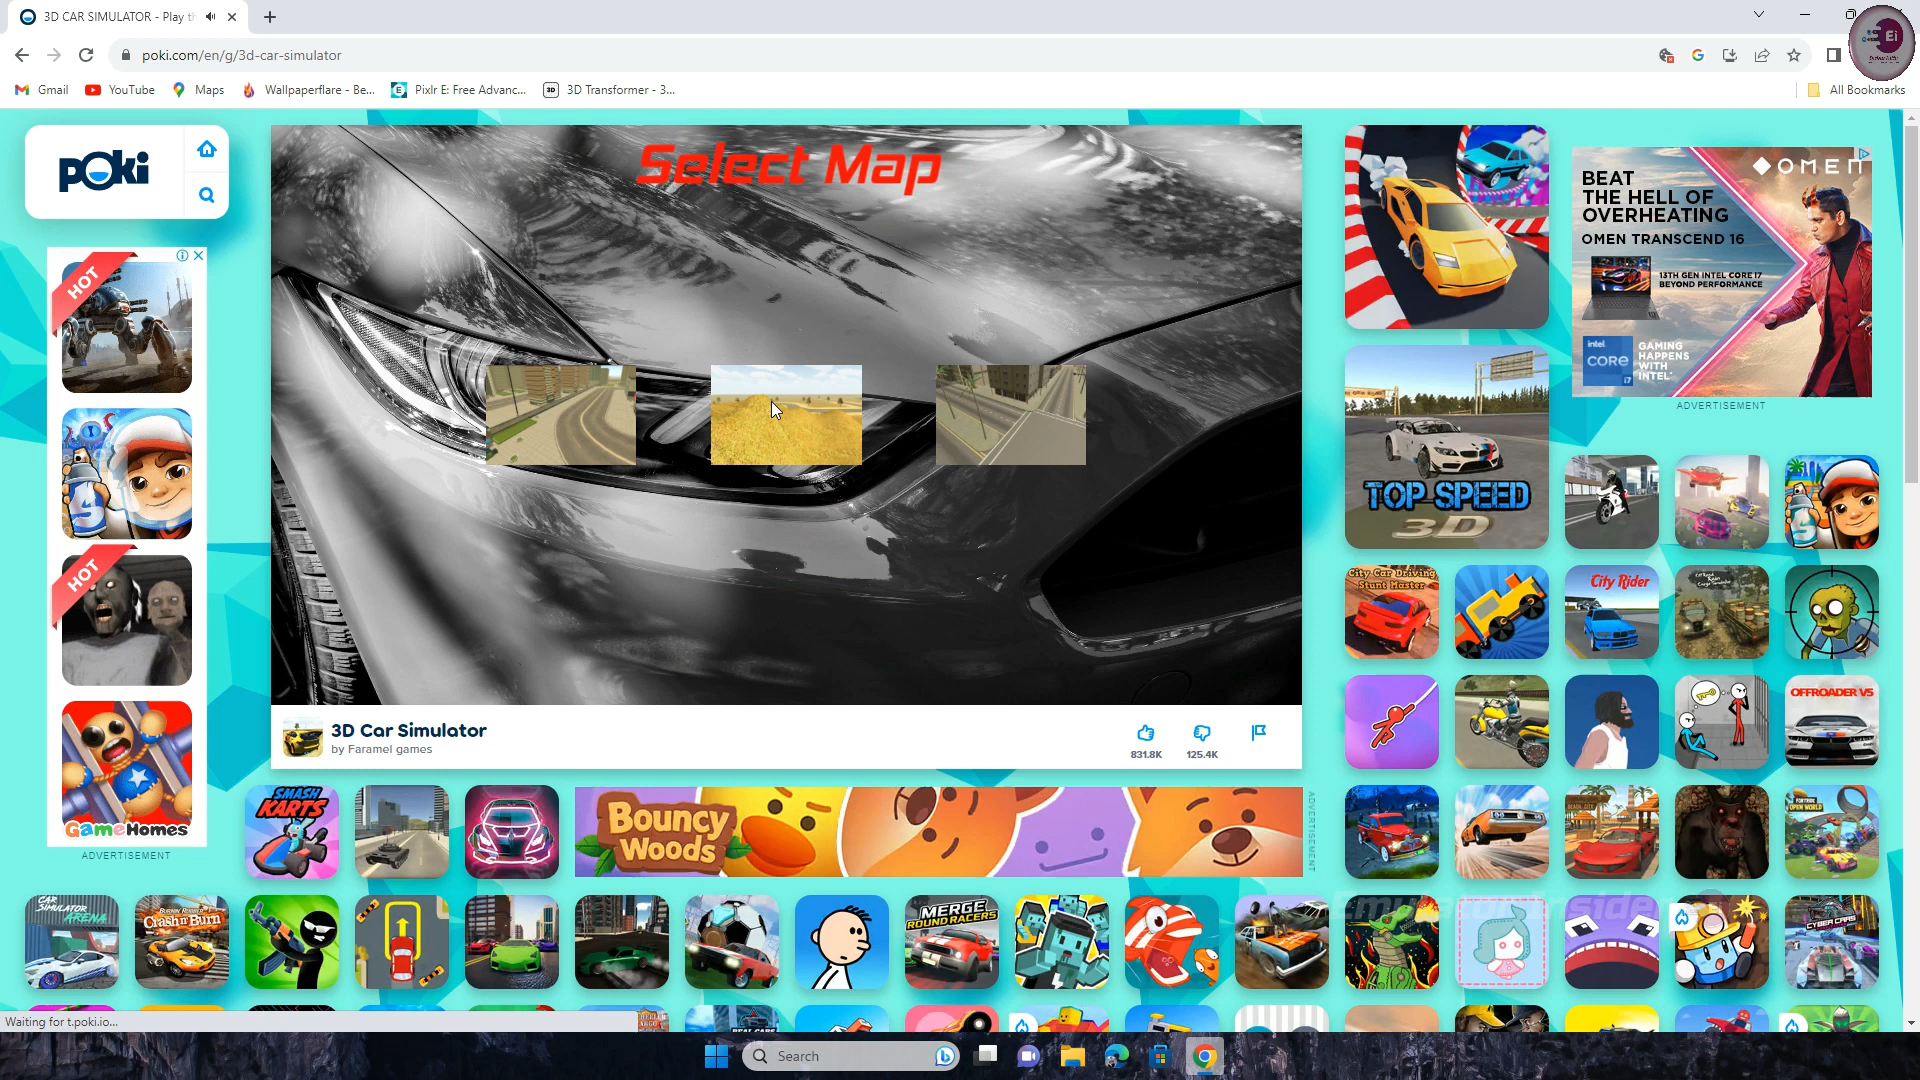 3D CAR SIMULATOR - Play th
poki.com/en/g/3d-car-simulator
Gmail
YouTube
Maps
Wallpaperflare - Be...
Pixlr E: Free Advanc...
3D Transformer - 3...
All Bookmarks
Ei
poki
Select Map
HOT
HOT
GameHomes
ADVERTISEMENT
3D Car Simulator
by Faramel games
831.8K
125.4K
OMEN
BEAT
THE HELL OF
OVERHEATING
OMEN TRANSCEND 16
13TH GEN INTEL CORE I7
BEYOND PERFORMANCE
intel.
CORE
i7
GAMING
HAPPENS
WITH
INTEL
ADVERTISEMENT
TOP SPEED
3D
City Car Driving
Stunt Master
City Rider
OFFROADER V5
SMASH
KARTS
Bouncy
Woods
ADVERTISEMENT
CAR
SIMULATOR
ARENA
Crash n' Burn
MERGE
ROUND RACERS
CYBER CARS
Waiting for t.poki.io...
Search